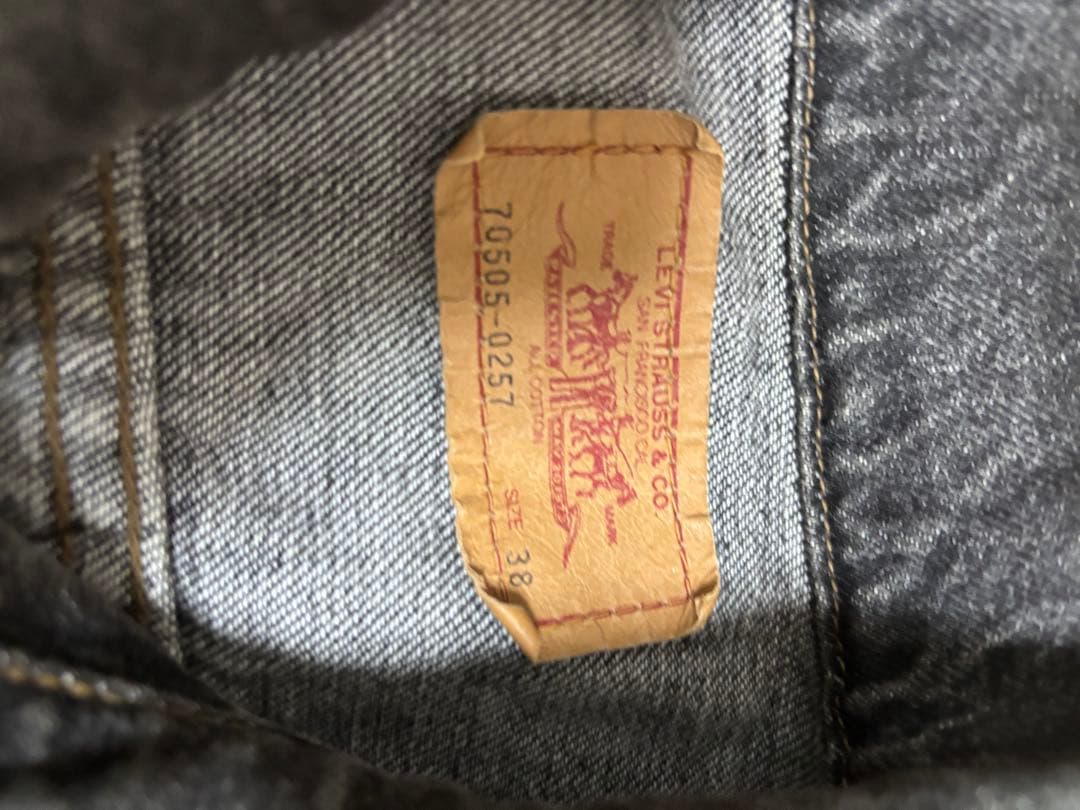 LEVI STRAUSS & CO.
SAN FRANCISCO CAL.
TRADE MARK
ALL COTTON
SIZE 38
70505-0257